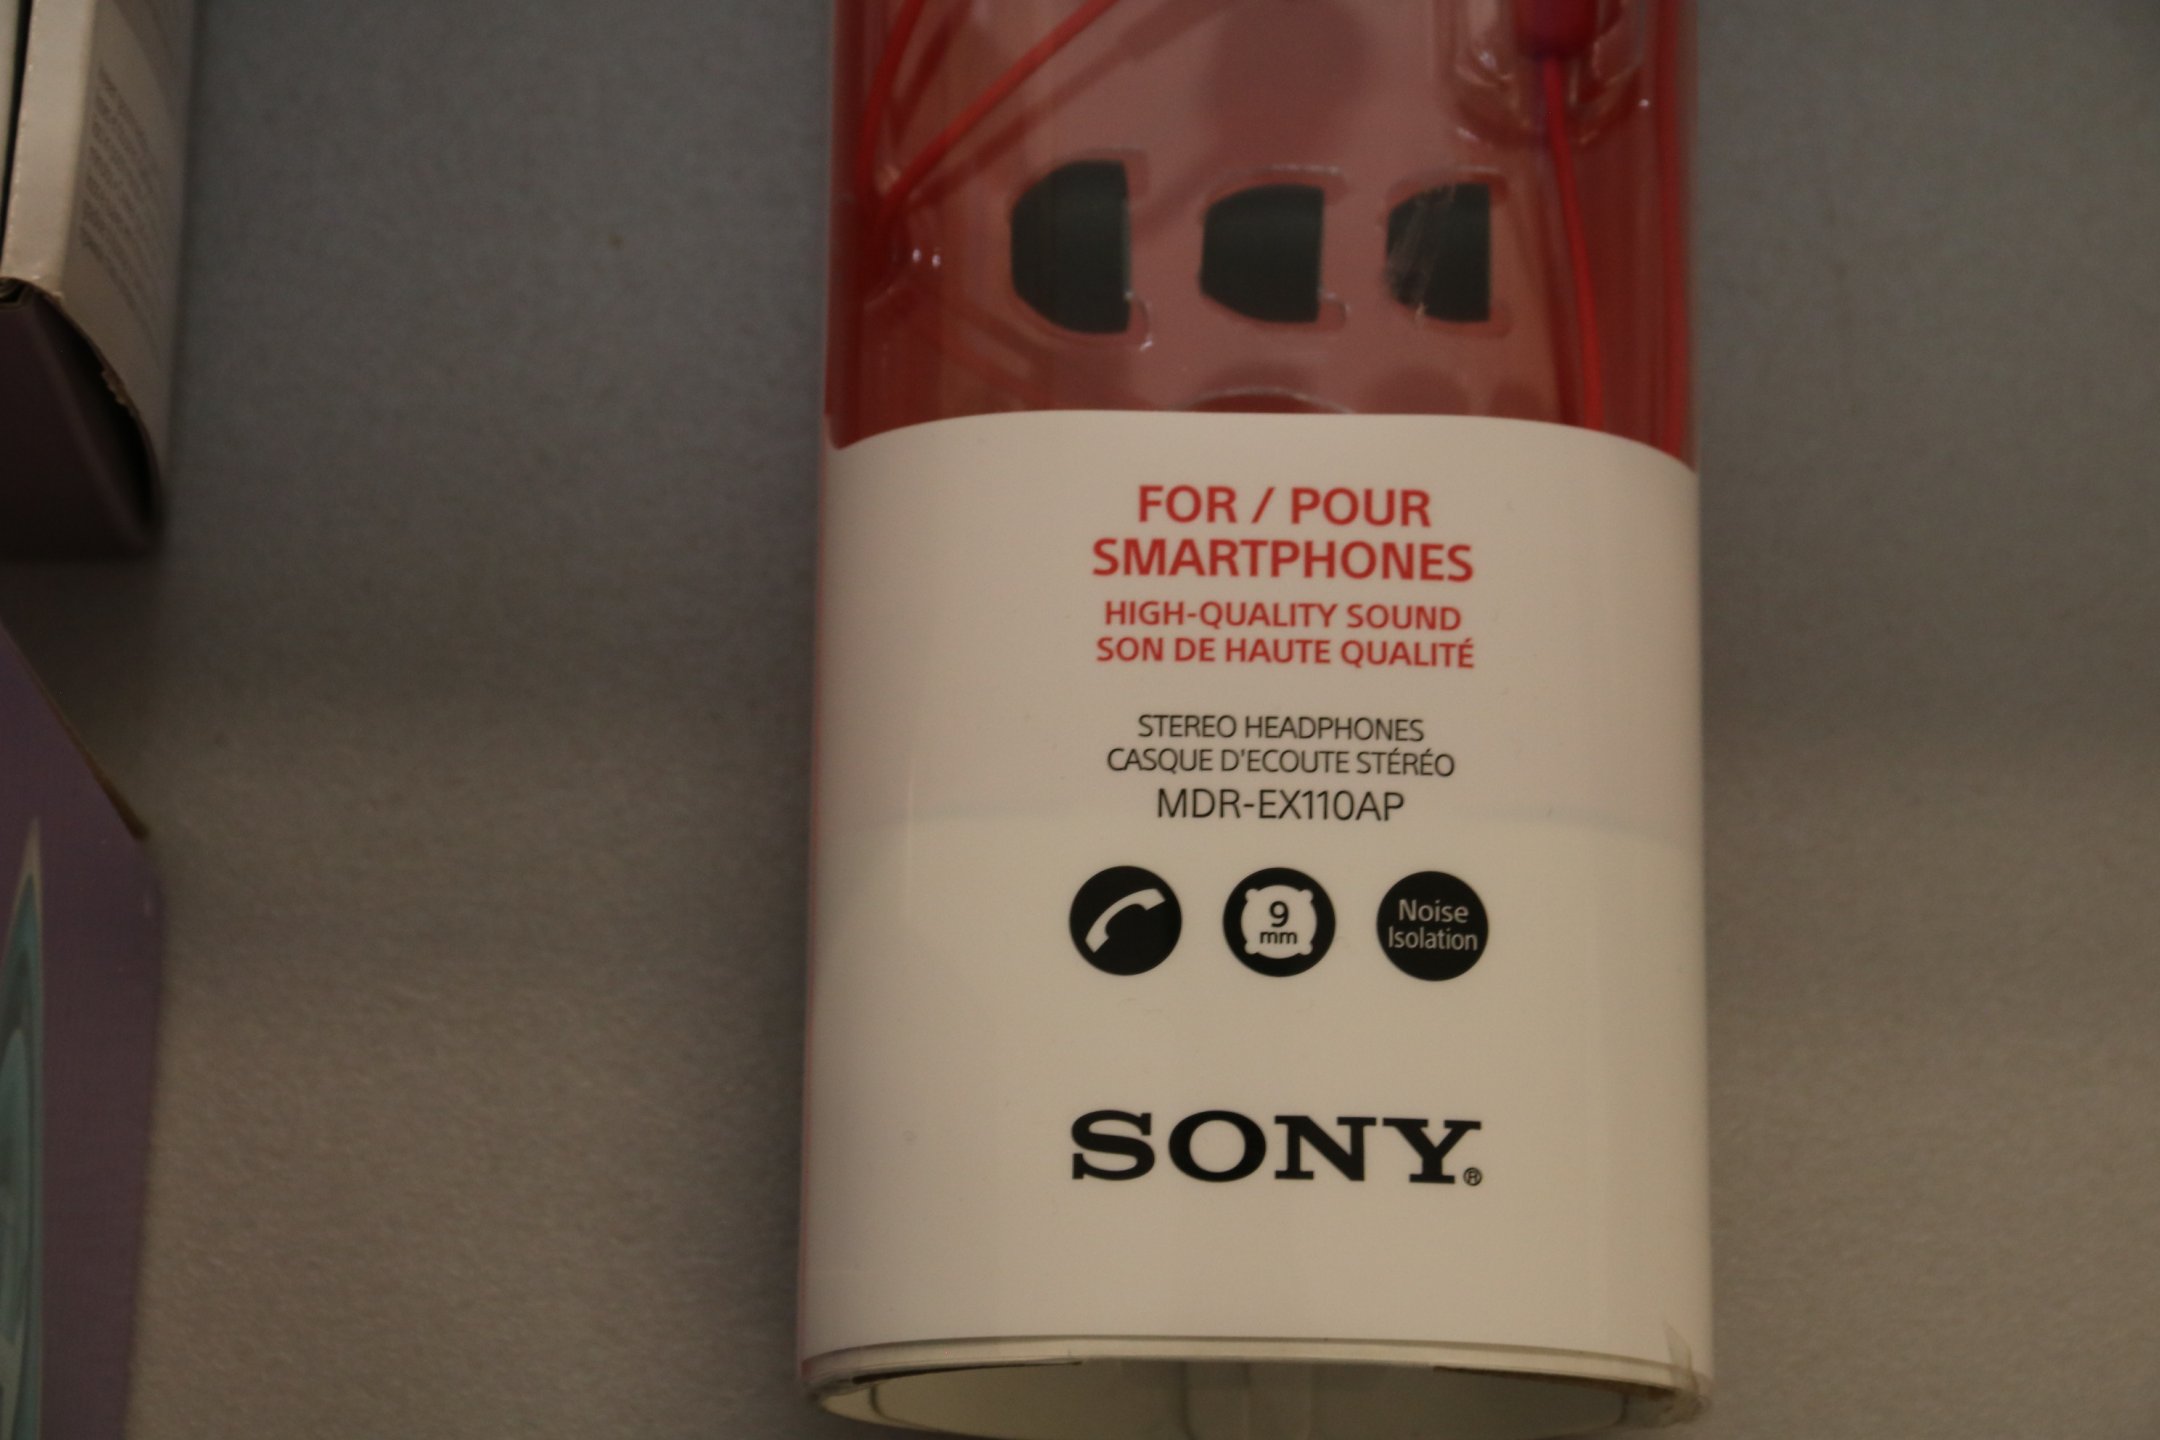 FOR / POUR
SMARTPHONES
HIGH-QUALITY SOUND
SON DE HAUTE QUALITÉ
STEREO HEADPHONES
CASQUE D'ECOUTE STÉRÉO
MDR-EX110AP
9
mm
Noise
Isolation
SONY®